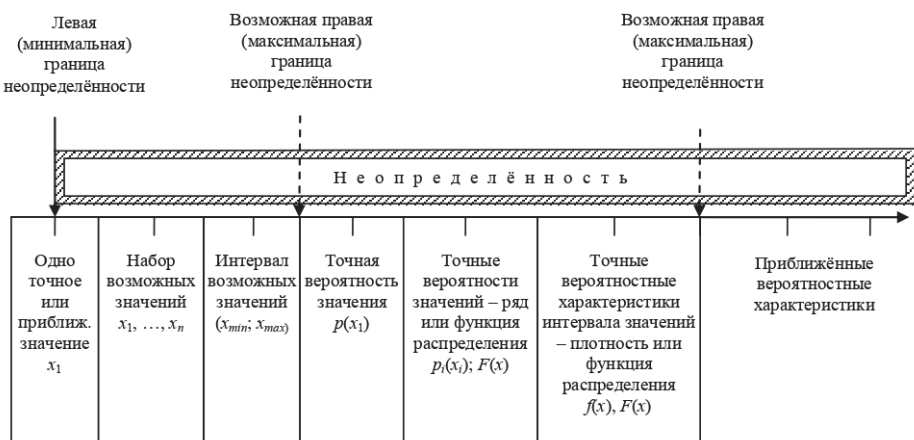 Левая
(минимальная)
граница
неопределённости
Возможная правая
(максимальная)
граница
неопределённости
Возможная правая
(максимальная)
граница
неопределённости
Неопределённость
Одно
точное
или
приближ.
значение
x1
Набор
возможных
значений
x1, …, xn
Интервал
возможных
значений
(xmin; xmax)
Точная
вероятность
значения
p(x1)
Точные
вероятности
значений – ряд
или функция
распределения
pi(xi); F(x)
Точные
вероятностные
характеристики
интервала значений
– плотность или
функция
распределения
f(x), F(x)
Приближённые
вероятностные
характеристики